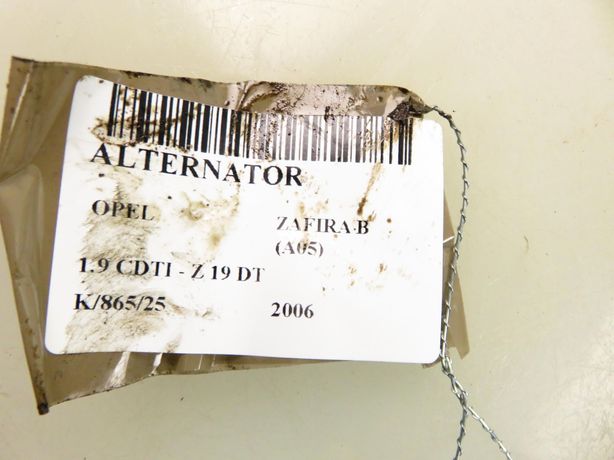 ALTERNATOR
OPEL ZAFIRA-B
(A05)
1.9 CDTI - Z 19 DT
K/865/25 2006